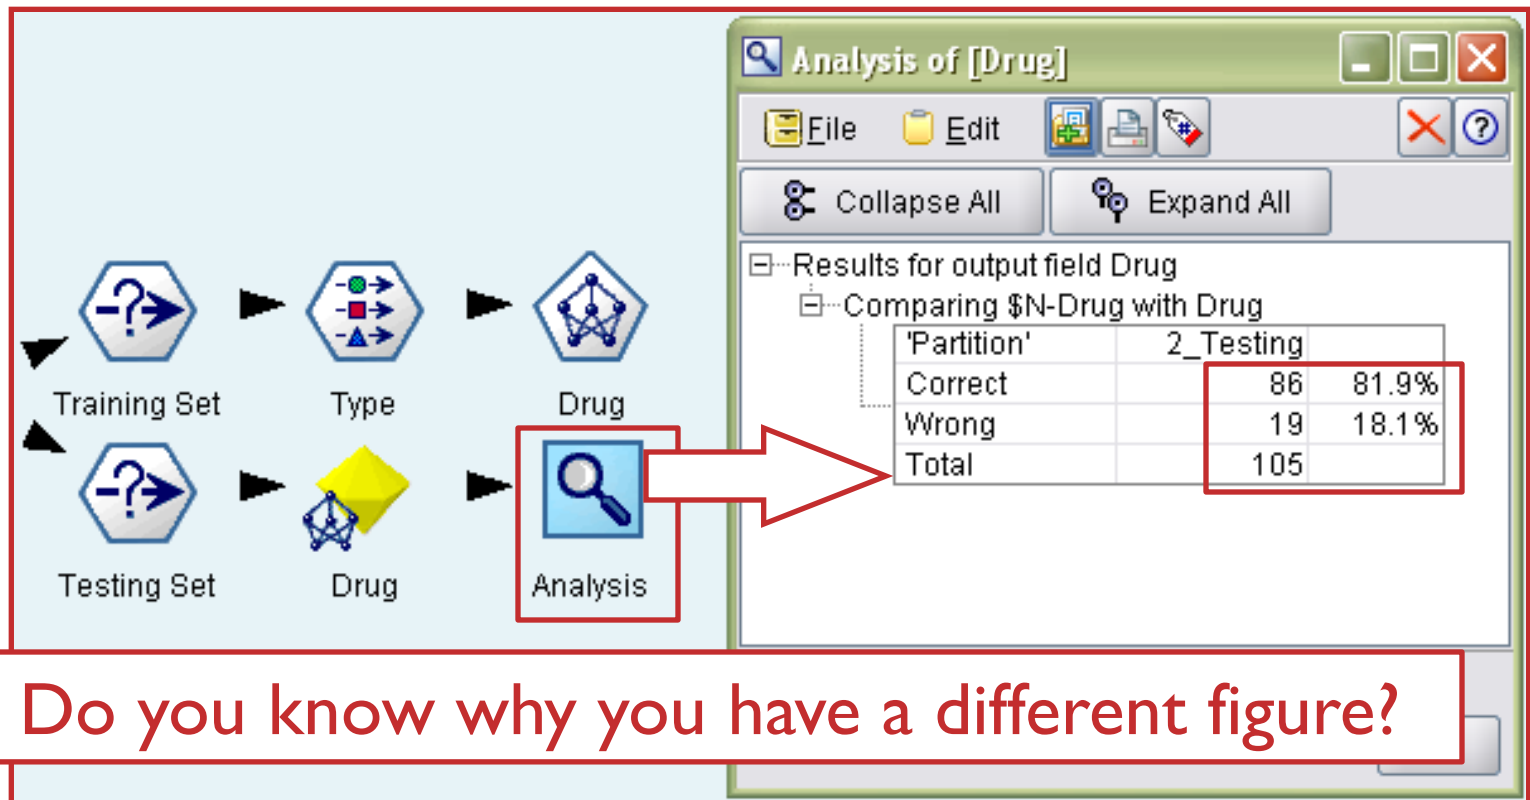 Analysis of [Drug]
File Edit
Collapse All Expand All
Results for output field Drug
Comparing $N-Drug with Drug
'Partition' 2_Testing
Correct 86 81.9%
Wrong 19 18.1%
Total 105
Training Set Type Drug
Testing Set Drug Analysis
Do you know why you have a different figure?